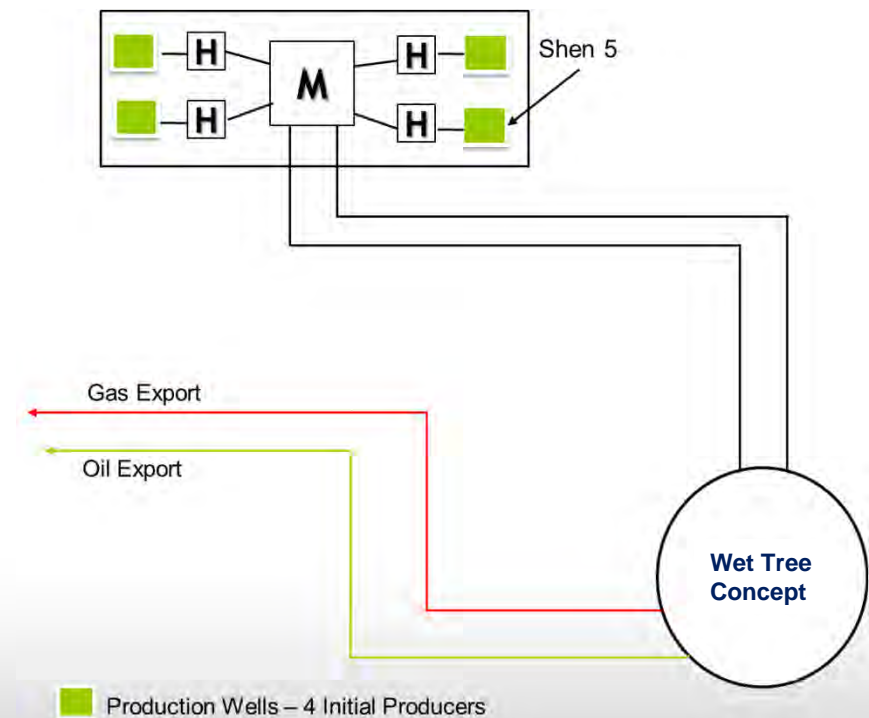 H
H
Shen 5
M
H
H
Gas Export
Oil Export
Wet Tree
Concept
Production Wells – 4 Initial Producers